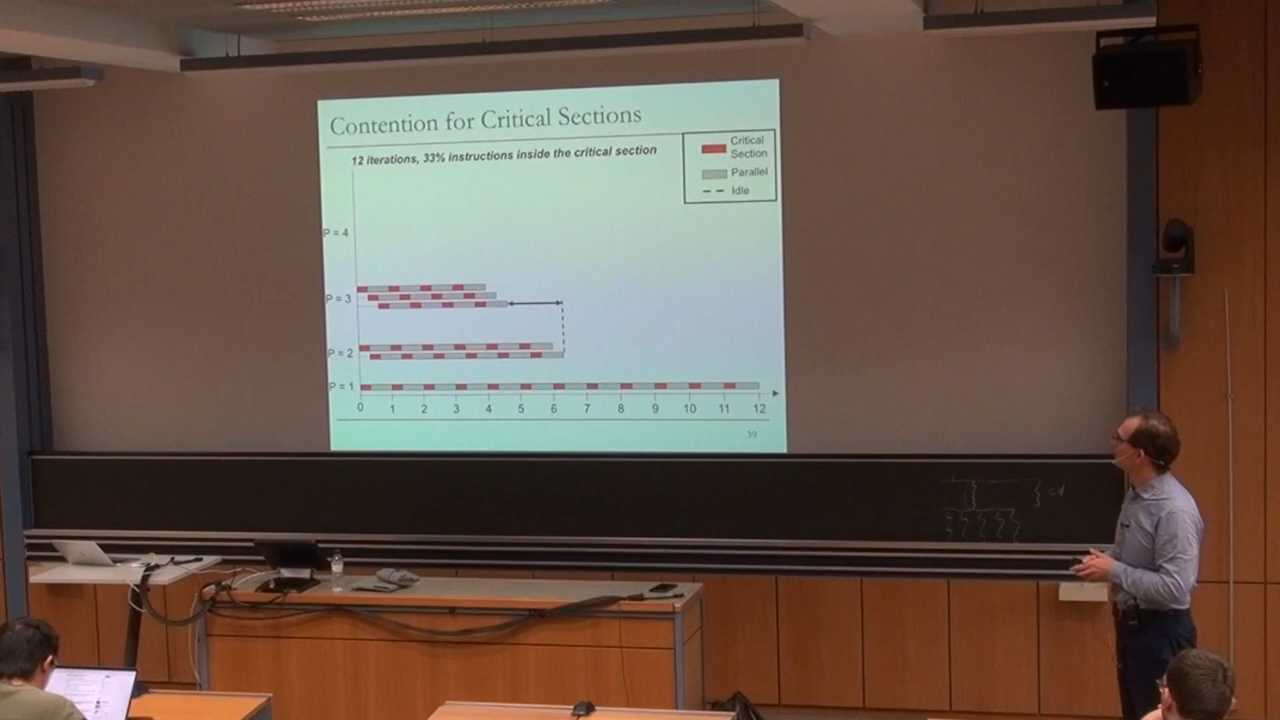 Contention for Critical Sections
12 iterations, 33% instructions inside the critical section
Critical
Section
Parallel
Idle
P = 4
P = 3
P = 2
P = 1
0 1 2 3 4 5 6 7 8 9 10 11 12
39